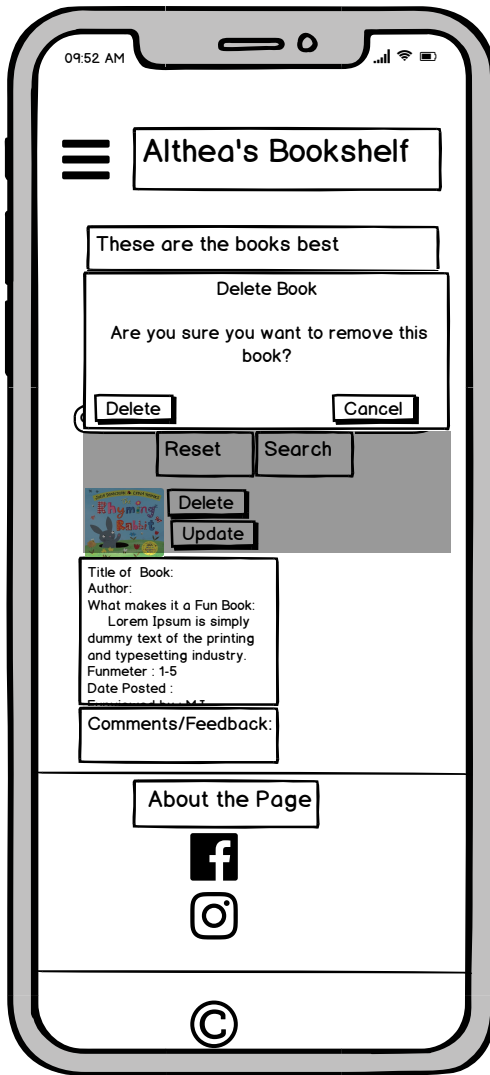 09:52 AM
Althea's Bookshelf
These are the books best
Delete Book
Are you sure you want to remove this
book?
Delete
Cancel
Reset
Search
Rhyming
Rabbit
Delete
Update
Title of Book:
Author:
What makes it a Fun Book:
Lorem Ipsum is simply
dummy text of the printing
and typesetting industry.
Funmeter : 1-5
Date Posted :
Comments/Feedback:
About the Page
©